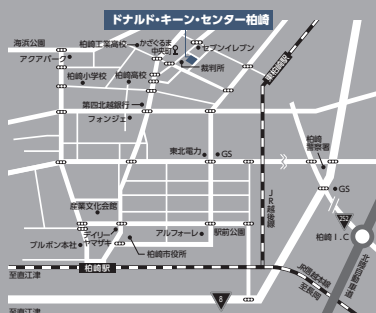 ドナルド・キーン・センター柏崎
海浜公園
柏崎工業高校
かざぐるま
中央町
セブンイレブン
アクアパーク
裁判所
東柏崎駅
柏崎小学校
柏崎高校
第四北越銀行
フォンジェ
東北電力
GS
柏崎
警察署
GS
JR越後線
産業文化会館
252
デイリー
ヤマザキ
アルフォーレ
駅前公園
柏崎I.C
ブルボン本社
柏崎市役所
北陸自動車道
至直江津
柏崎駅
JR信越本線
至長岡
8
至直江津